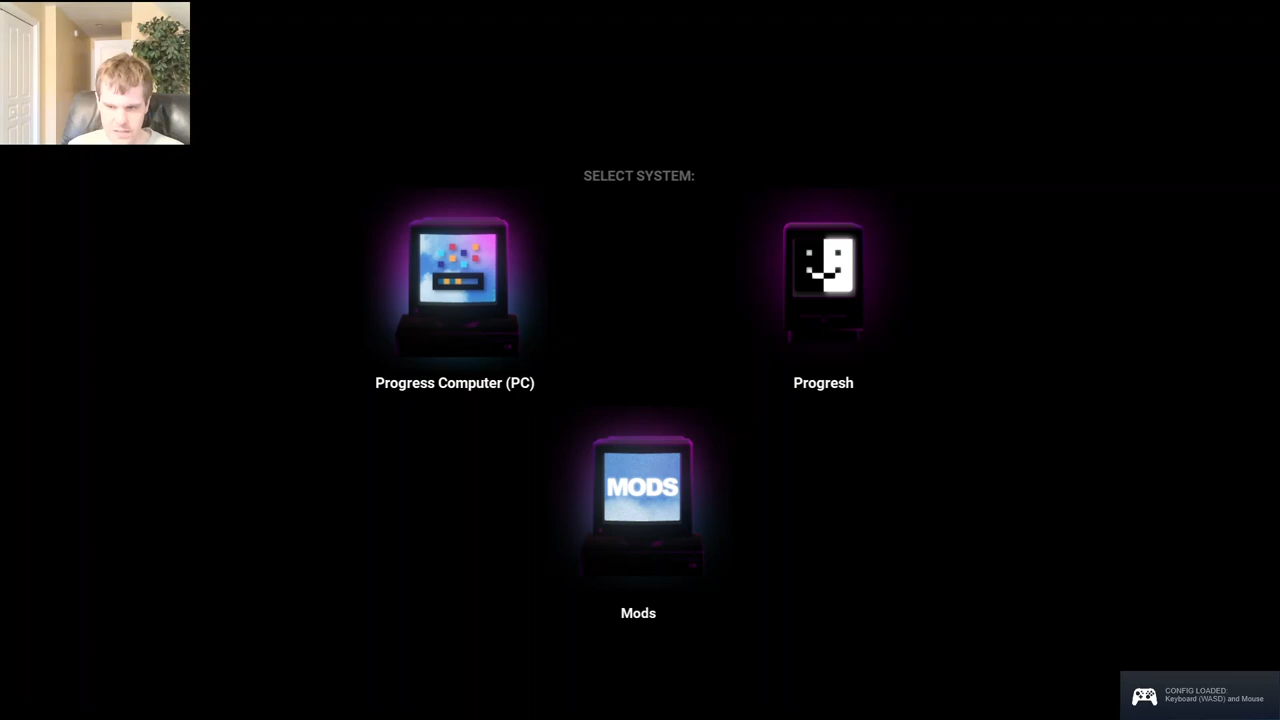 SELECT SYSTEM:
Progress Computer (PC)
Progresh
MODS
Mods
CONFIG LOADED:
Keyboard (WASD) and Mouse